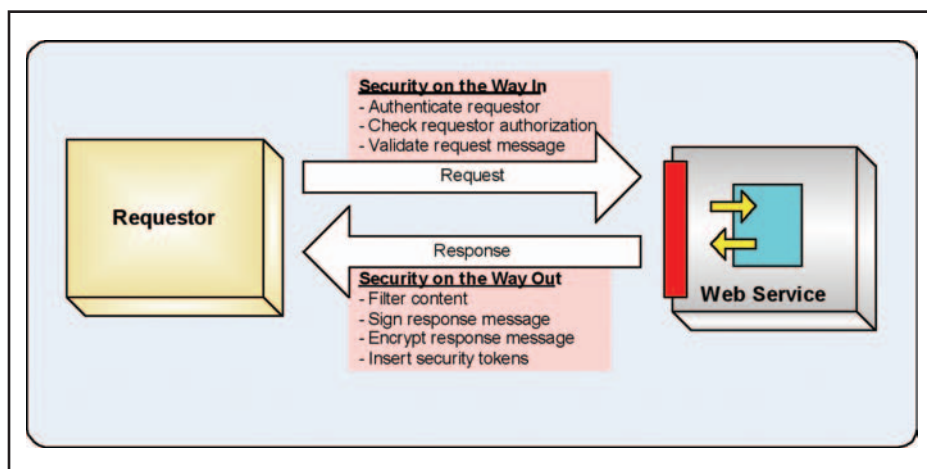 Security on the Way In
- Authenticate requestor
- Check requestor authorization
- Validate request message
Request
Requestor
Response
Security on the Way Out
- Filter content
- Sign response message
- Encrypt response message
- Insert security tokens
Web Service